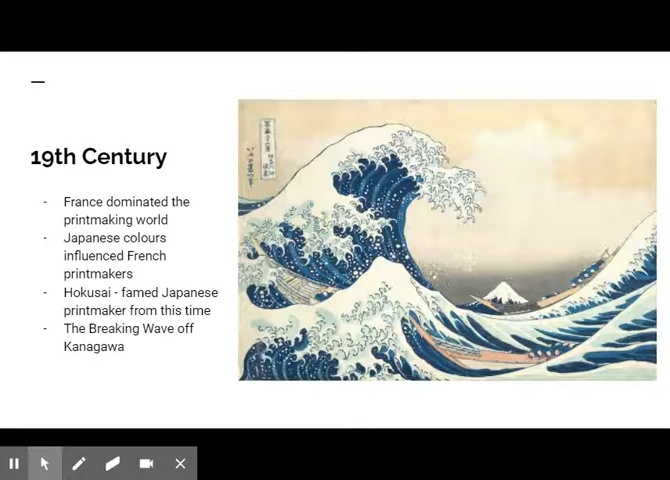 19th Century
- France dominated the
printmaking world
- Japanese colours
influenced French
printmakers
- Hokusai - famed Japanese
printmaker from this time
- The Breaking Wave off
Kanagawa